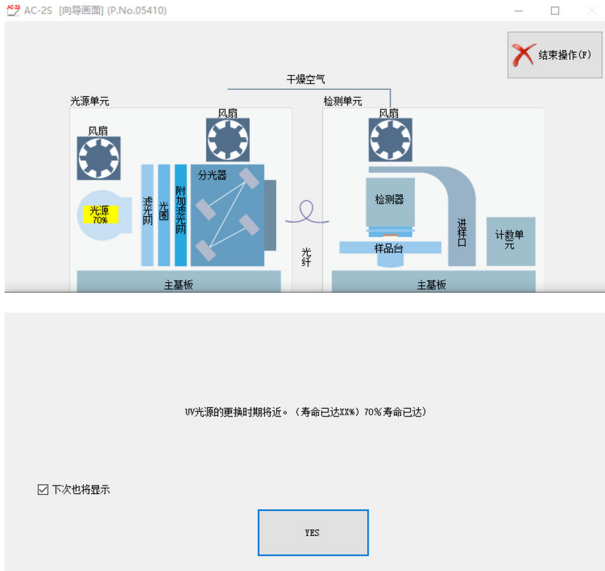 AC-2S [向导画面] (P.No.05410)
结束操作(F)
干燥空气
光源单元
检测单元
风扇
风扇
风扇
光源
70%
滤光网
光圈
附加滤光网
分光器
光纤
检测器
样品台
进样口
计数单元
主基板
主基板
UV光源的更换时期将近。（寿命已达XX%）70%寿命已达）
下次也将显示
YES